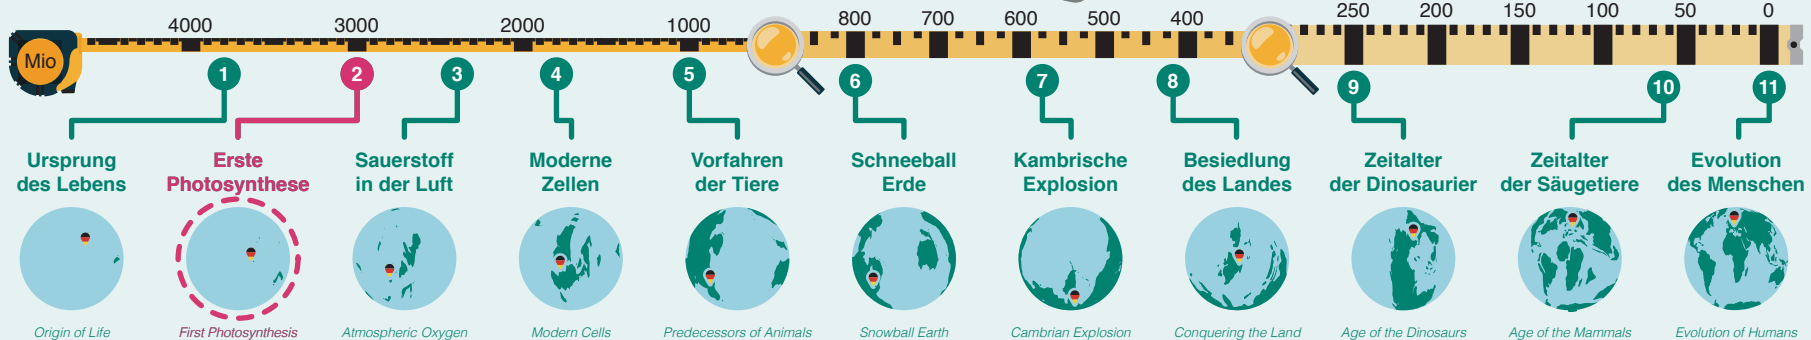 Mio
4000 3000 2000 1000 800 700 600 500 400 250 200 150 100 50 0
1 2 3 4 5 6 7 8 9 10 11
Ursprung
des Lebens
Erste
Photosynthese
Sauerstoff
in der Luft
Moderne
Zellen
Vorfahren
der Tiere
Schneeball
Erde
Kambrische
Explosion
Besiedlung
des Landes
Zeitalter
der Dinosaurier
Zeitalter
der Säugetiere
Evolution
des Menschen
Origin of Life
First Photosynthesis
Atmospheric Oxygen
Modern Cells
Predecessors of Animals
Snowball Earth
Cambrian Explosion
Conquering the Land
Age of the Dinosaurs
Age of the Mammals
Evolution of Humans